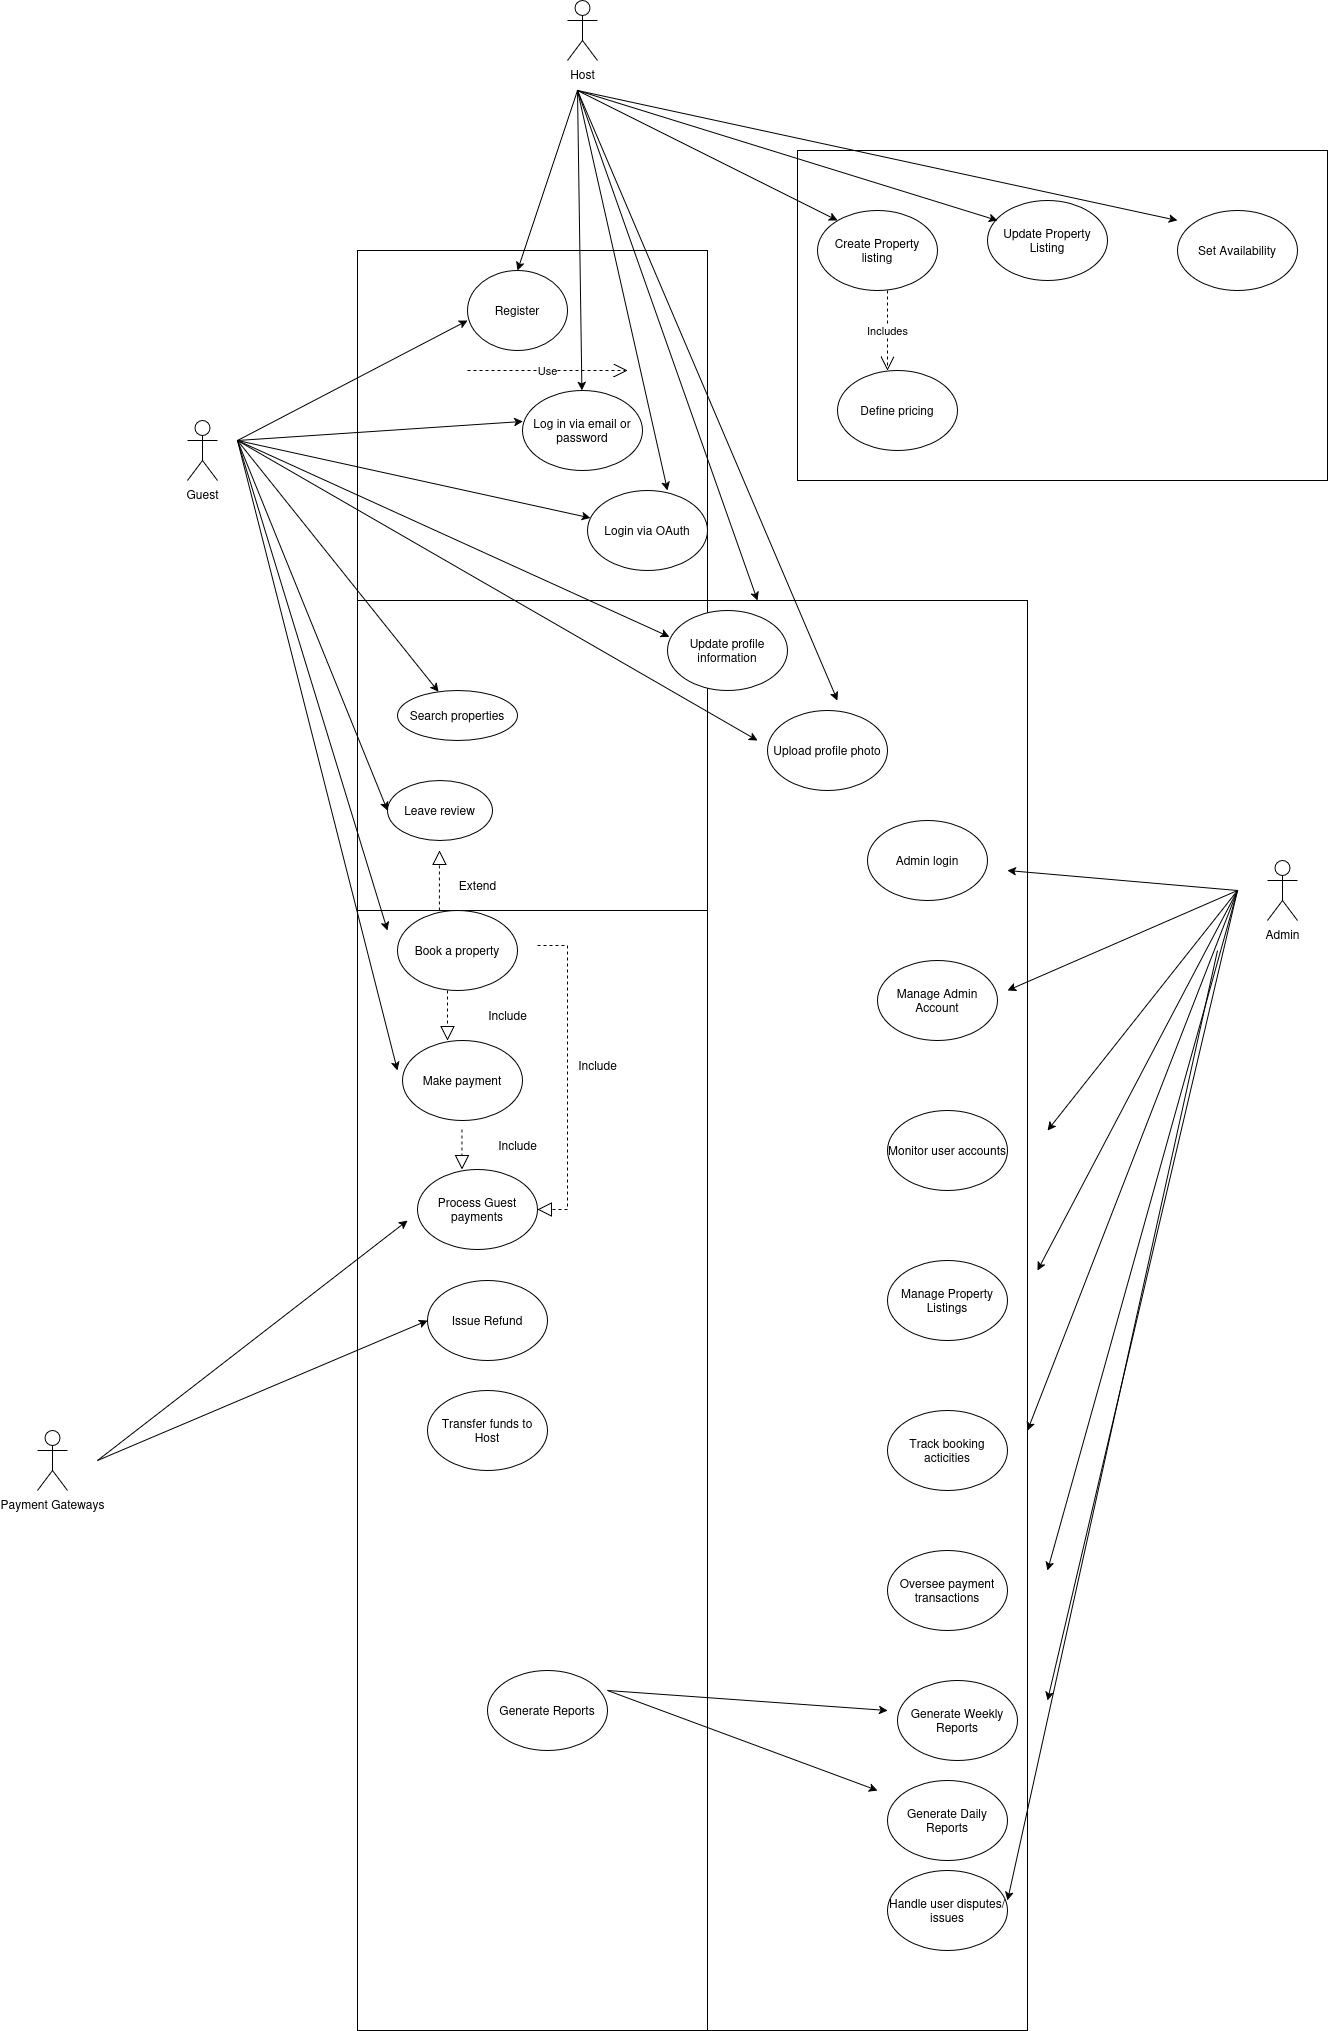 Host
Create Property
listing
Update Property
Listing
Set Availability
Register
Includes
Use
Define pricing
Log in via email or
password
Guest
Login via OAuth
Update profile
information
Search properties
Upload profile photo
Leave review
Admin login
Extend
Admin
Book a property
Manage Admin
Account
Include
Include
Make payment
Include
Monitor user accounts
Process Guest
payments
Manage Property
Listings
Issue Refund
Transfer funds to
Host
Track booking
acticities
Payment Gateways
Oversee payment
transactions
Generate Reports
Generate Weekly
Reports
Generate Daily
Reports
Handle user disputes/
issues